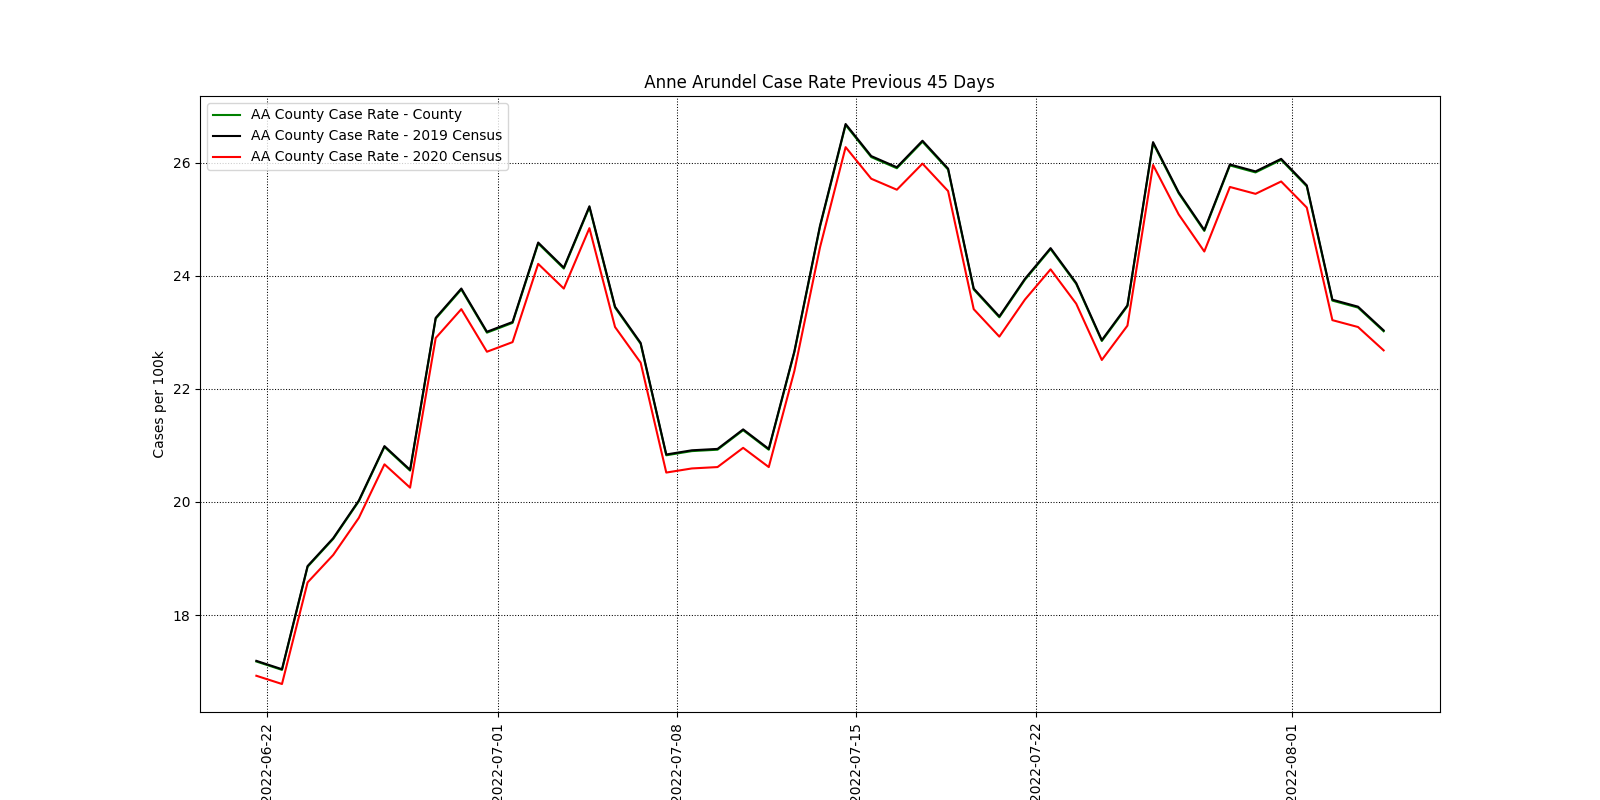 Anne Arundel Case Rate Previous 45 Days
AA County Case Rate - County
AA County Case Rate - 2019 Census
AA County Case Rate - 2020 Census
Cases per 100k
26
24
22
20
18
2022-06-22
2022-07-01
2022-07-08
2022-07-15
2022-07-22
2022-08-01